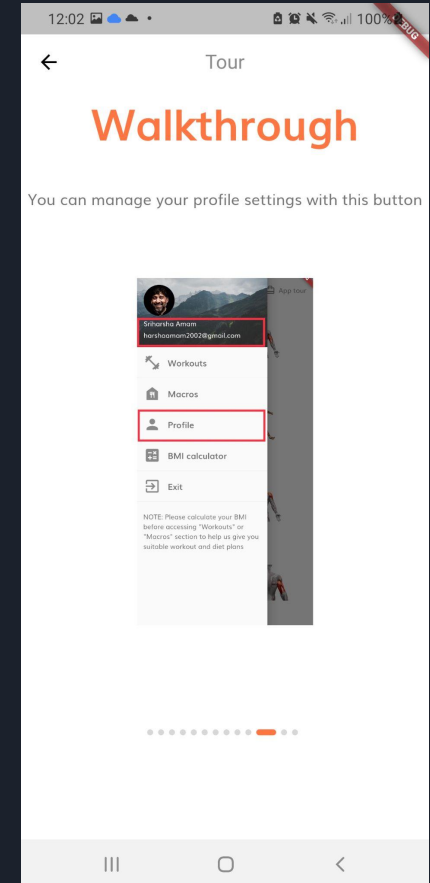 12:02
100%
BUG
Tour
Walkthrough
You can manage your profile settings with this button
App tour
Sriharsha Amam
harshaamam2002@gmail.com
Workouts
Macros
Profile
BMI calculator
Exit
NOTE: Please calculate your BMI
before accessing "Workouts" or
"Macros" section to help us give you
suitable workout and diet plans